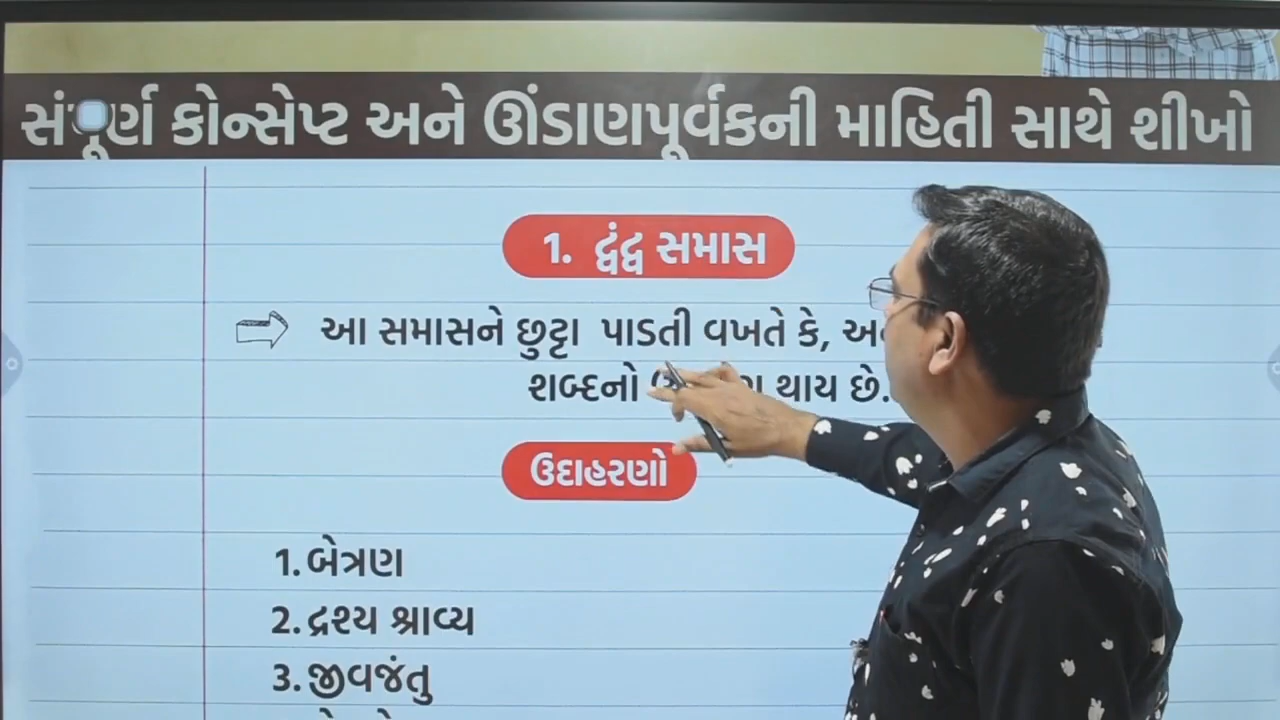 સંપૂર્ણ કોન્સેપ્ટ અને ઊંડાણપૂર્વકની માહિતી સાથે શીખો
1. દ્વંદ્વ સમાસ
આ સમાસને છુટ્ટા પાડતી વખતે કે,
શબ્દનો થાય છે.
ઉદાહરણો
1. બેત્રણ
2. દ્રશ્ય શ્રાવ્ય
3. જીવજંતુ